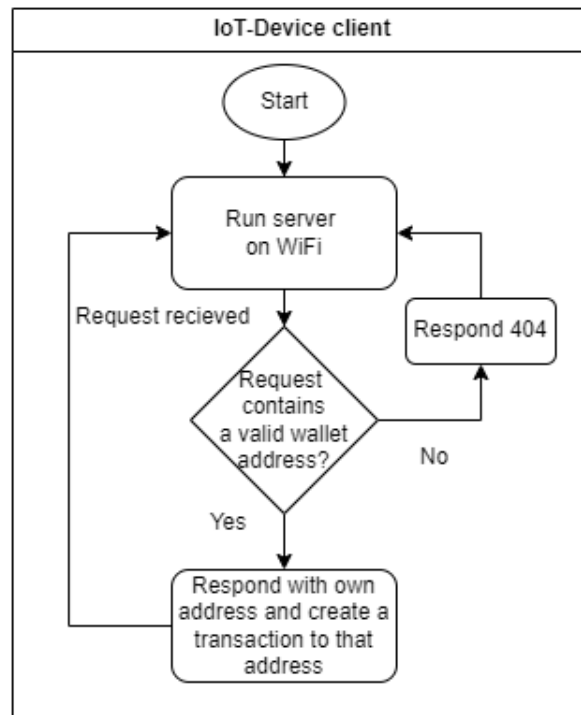 IoT-Device client
Start
Run server
on WiFi
Request recieved
Respond 404
Request
contains
a valid wallet
address?
No
Yes
Respond with own
address and create a
transaction to that
address